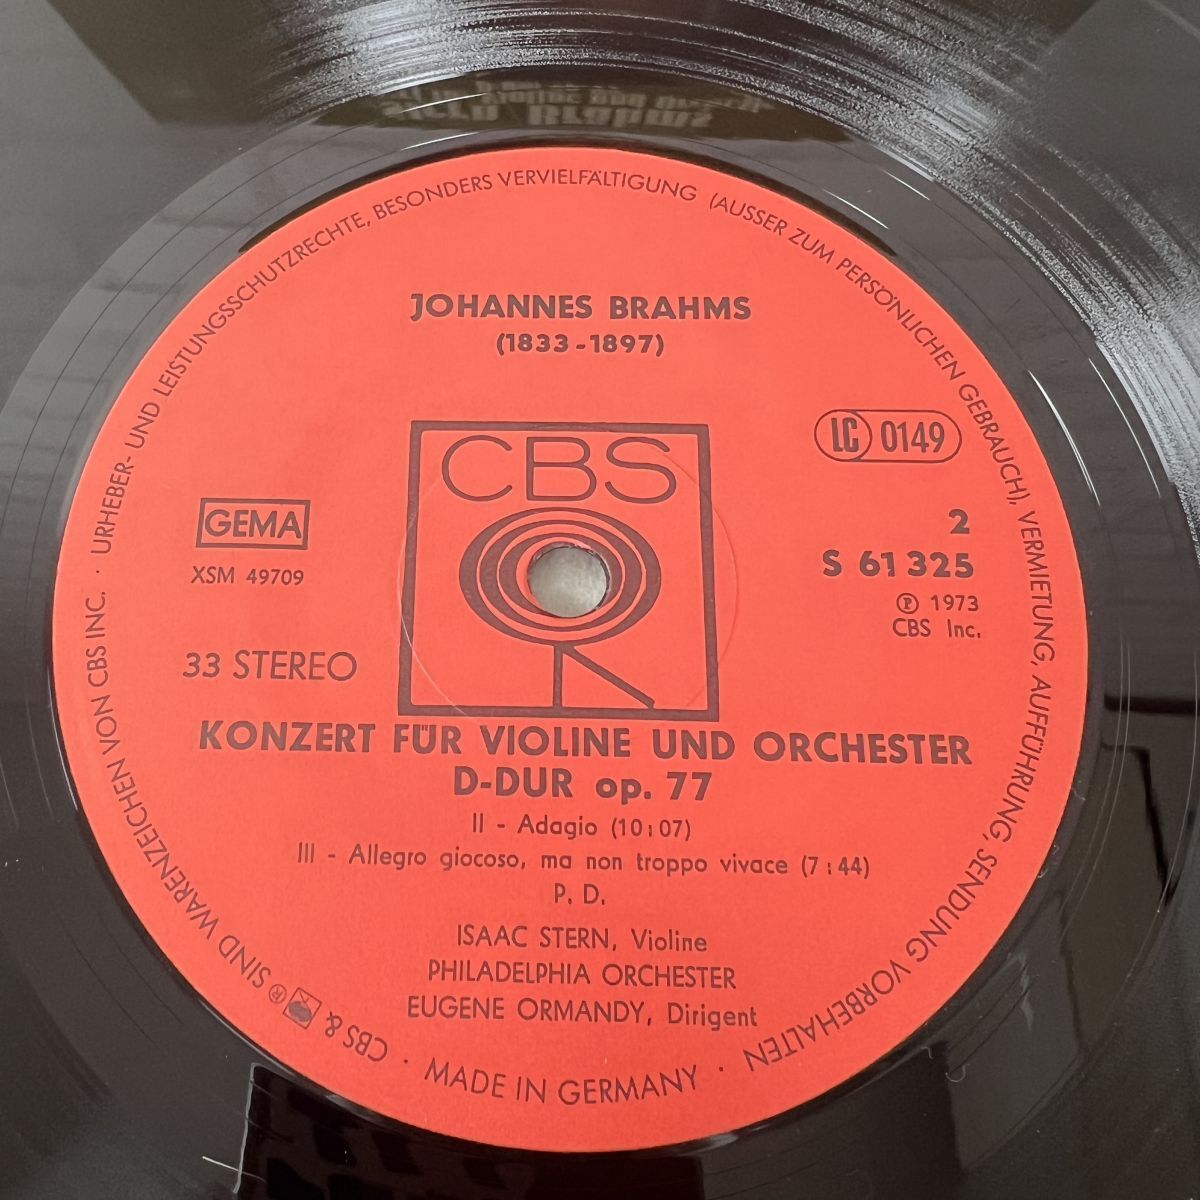 URHEBER- UND LEISTUNGSSCHUTZRECHTE, BESONDERS VERVIELFÄLTIGUNG (AUSSER ZUM PERSÖNLICHEN GEBRAUCH), VERMIETUNG, AUFFÜHRUNG, SENDUNG VORBEHALTEN
JOHANNES BRAHMS
(1833-1897)
CBS
LC 0149
GEMA
XSM 49709
2
S 61 325
℗ 1973
CBS Inc.
33 STEREO
KONZERT FÜR VIOLINE UND ORCHESTER
D-DUR op. 77
II - Adagio (10:07)
III - Allegro giocoso, ma non troppo vivace (7:44)
P. D.
ISAAC STERN, Violine
PHILADELPHIA ORCHESTER
EUGENE ORMANDY, Dirigent
CBS & ® SIND WARENZEICHEN VON CBS INC. ·
· MADE IN GERMANY ·
Brahms